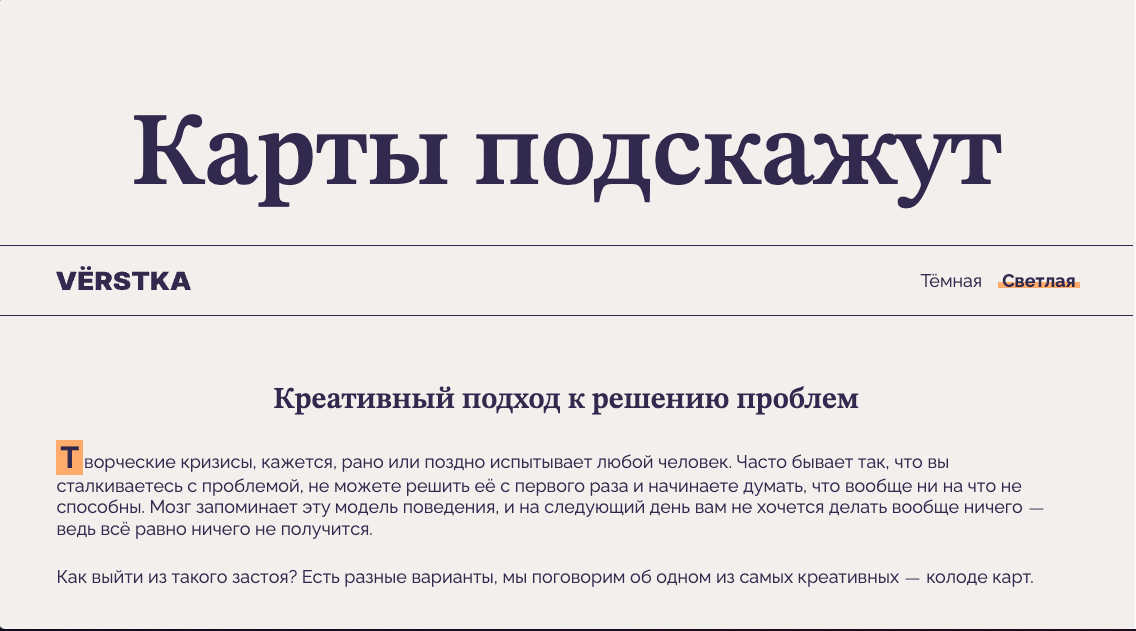 Карты подскажут
VËRSTKA
Тёмная Светлая
Креативный подход к решению проблем
Творческие кризисы, кажется, рано или поздно испытывает любой человек. Часто бывает так, что вы
сталкиваетесь с проблемой, не можете решить её с первого раза и начинаете думать, что вообще ни на что не
способны. Мозг запоминает эту модель поведения, и на следующий день вам не хочется делать вообще ничего —
ведь всё равно ничего не получится.
Как выйти из такого застоя? Есть разные варианты, мы поговорим об одном из самых креативных — колоде карт.